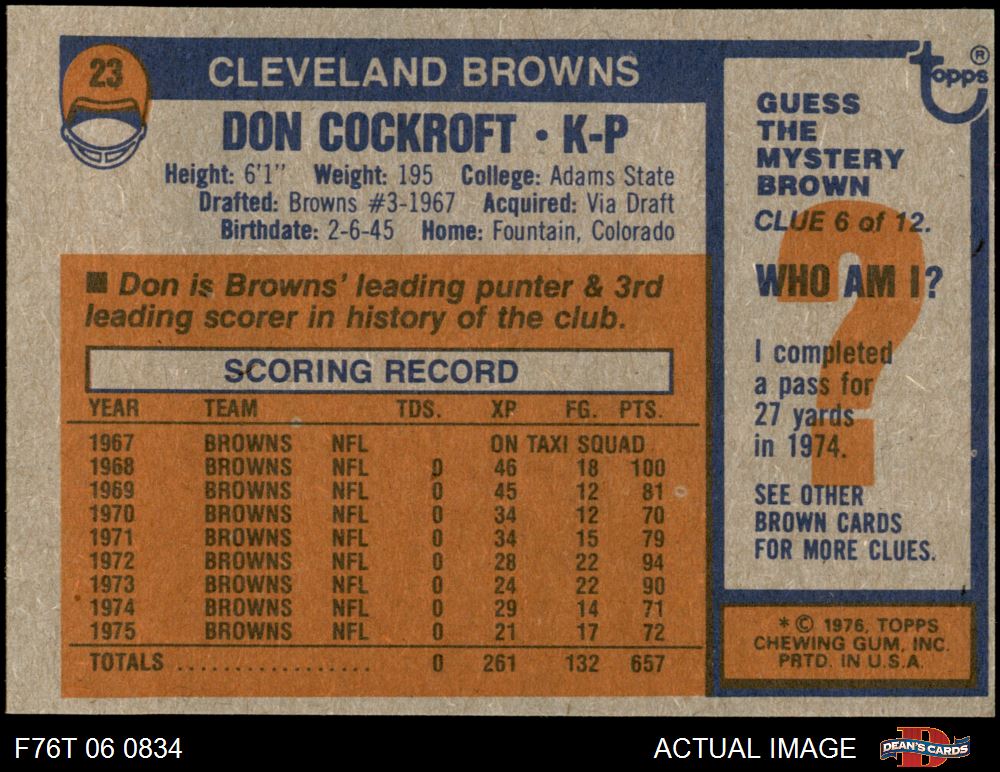 23
CLEVELAND BROWNS
DON COCKROFT • K-P
Height: 6'1" Weight: 195 College: Adams State
Drafted: Browns #3-1967 Acquired: Via Draft
Birthdate: 2-6-45 Home: Fountain, Colorado
■ Don is Browns' leading punter & 3rd
leading scorer in history of the club.
SCORING RECORD
YEAR TEAM TDS. XP FG. PTS.
1967 BROWNS NFL ON TAXI SQUAD
1968 BROWNS NFL 0 46 18 100
1969 BROWNS NFL 0 45 12 81
1970 BROWNS NFL 0 34 12 70
1971 BROWNS NFL 0 34 15 79
1972 BROWNS NFL 0 28 22 94
1973 BROWNS NFL 0 24 22 90
1974 BROWNS NFL 0 29 14 71
1975 BROWNS NFL 0 21 17 72
TOTALS .................. 0 261 132 657
topps ®
GUESS
THE
MYSTERY
BROWN
CLUE 6 of 12.
?
WHO AM I?
I completed
a pass for
27 yards
in 1974.
SEE OTHER
BROWN CARDS
FOR MORE CLUES.
* © 1976, TOPPS
CHEWING GUM, INC.
PRTD. IN U.S.A.
F76T 06 0834
ACTUAL IMAGE
D
DEAN'S CARDS